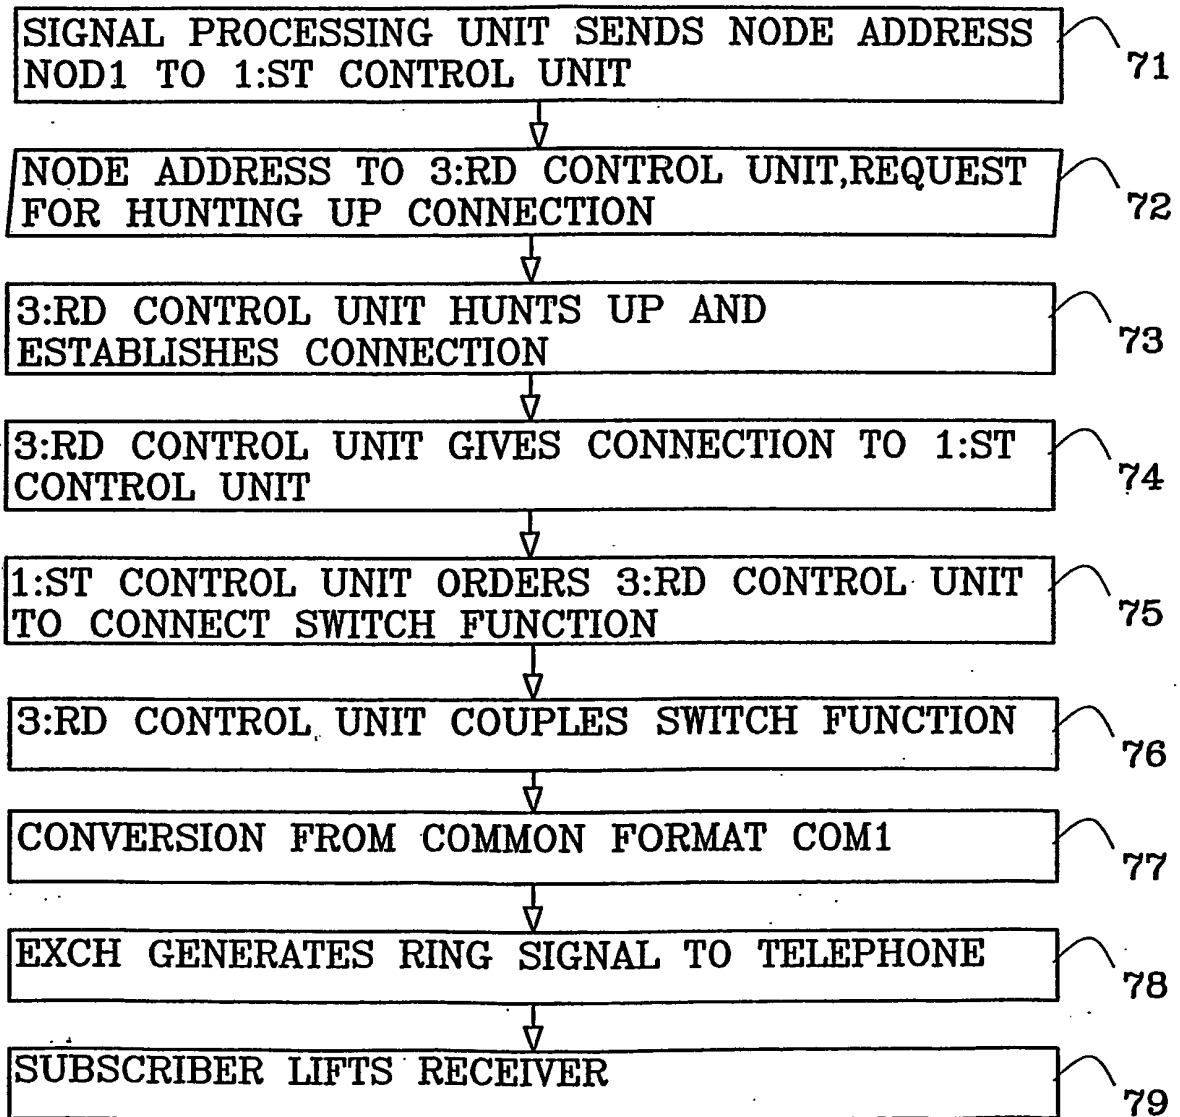 SIGNAL PROCESSING UNIT SENDS NODE ADDRESS
NOD1 TO 1:ST CONTROL UNIT
71
NODE ADDRESS TO 3:RD CONTROL UNIT,REQUEST
FOR HUNTING UP CONNECTION
72
3:RD CONTROL UNIT HUNTS UP AND
ESTABLISHES CONNECTION
73
3:RD CONTROL UNIT GIVES CONNECTION TO 1:ST
CONTROL UNIT
74
1:ST CONTROL UNIT ORDERS 3:RD CONTROL UNIT
TO CONNECT SWITCH FUNCTION
75
3:RD CONTROL UNIT COUPLES SWITCH FUNCTION
76
CONVERSION FROM COMMON FORMAT COM1
77
EXCH GENERATES RING SIGNAL TO TELEPHONE
78
SUBSCRIBER LIFTS RECEIVER
79